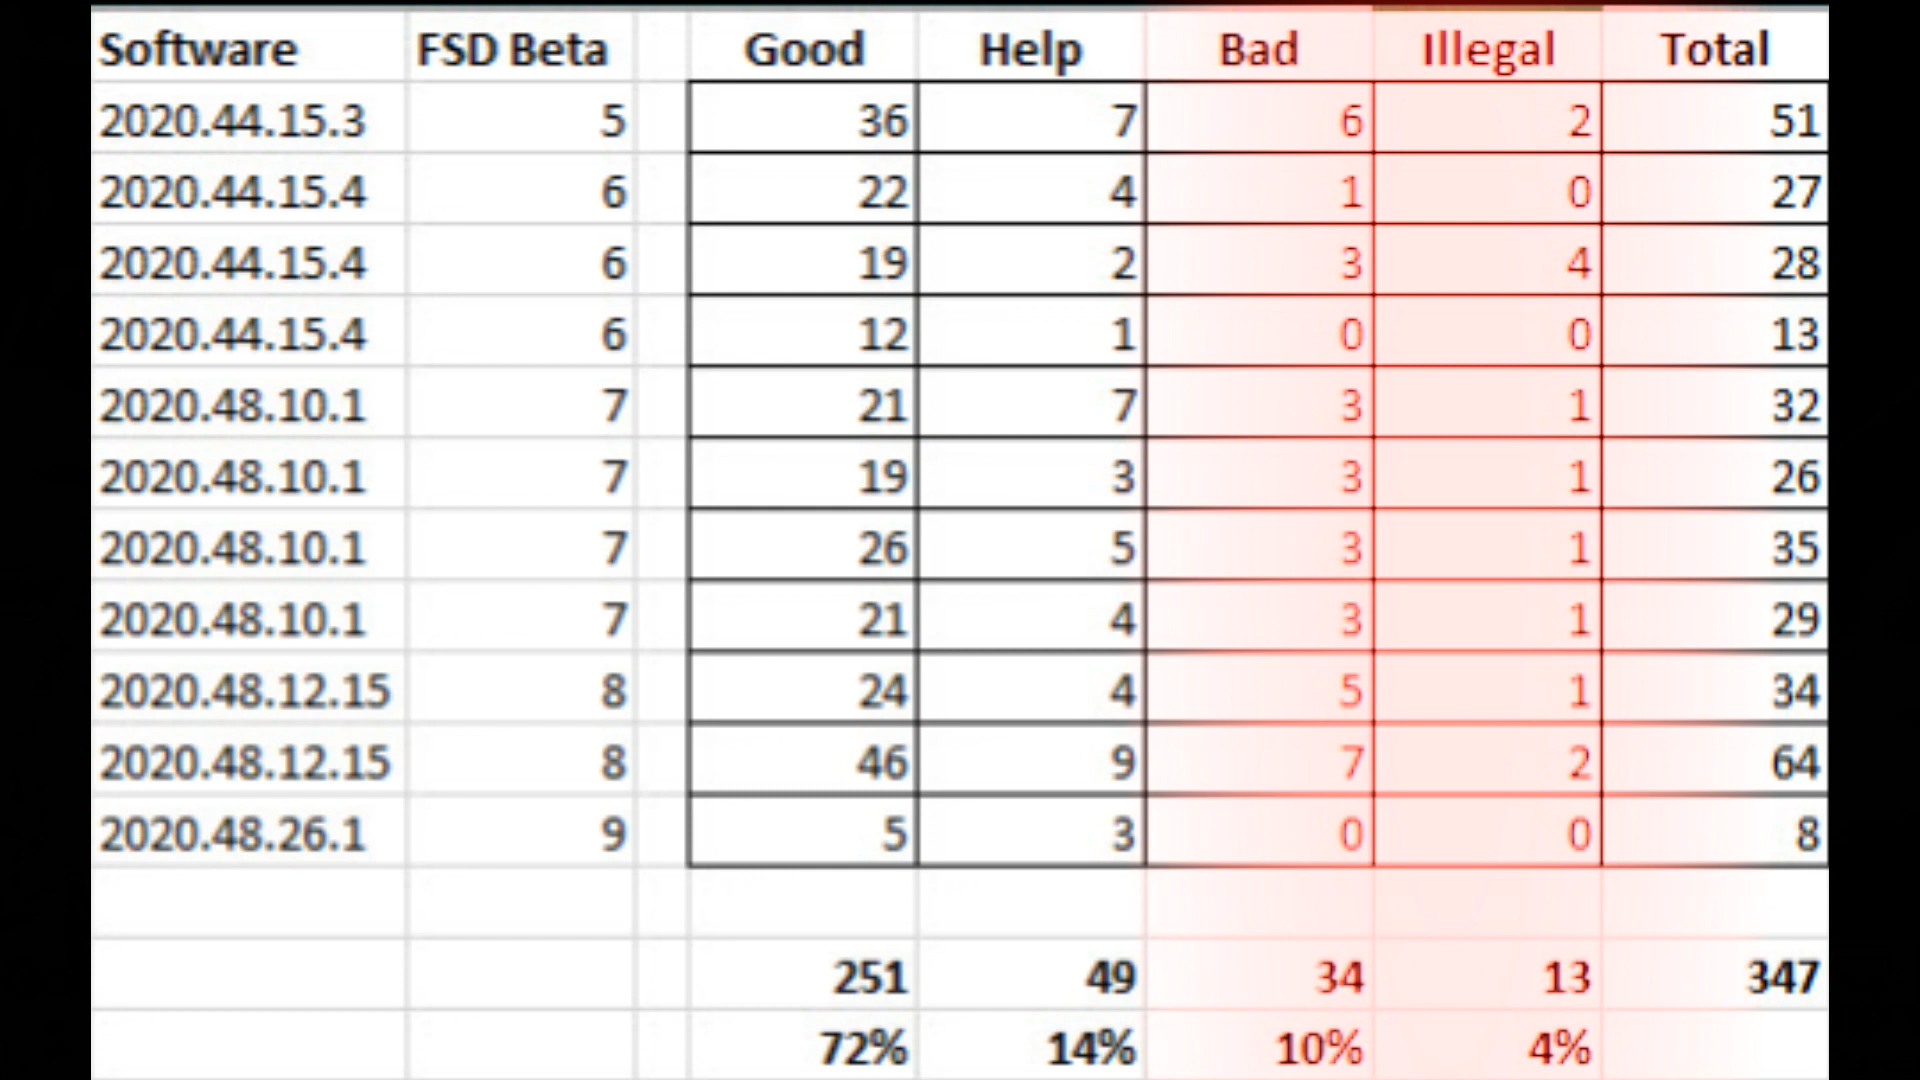 Software FSD Beta Good Help Bad Illegal Total
2020.44.15.3 5 36 7 6 2 51
2020.44.15.4 6 22 4 1 0 27
2020.44.15.4 6 19 2 3 4 28
2020.44.15.4 6 12 1 0 0 13
2020.48.10.1 7 21 7 3 1 32
2020.48.10.1 7 19 3 3 1 26
2020.48.10.1 7 26 5 3 1 35
2020.48.10.1 7 21 4 3 1 29
2020.48.12.15 8 24 4 5 1 34
2020.48.12.15 8 46 9 7 2 64
2020.48.26.1 9 5 3 0 0 8
251 49 34 13 347
72% 14% 10% 4%